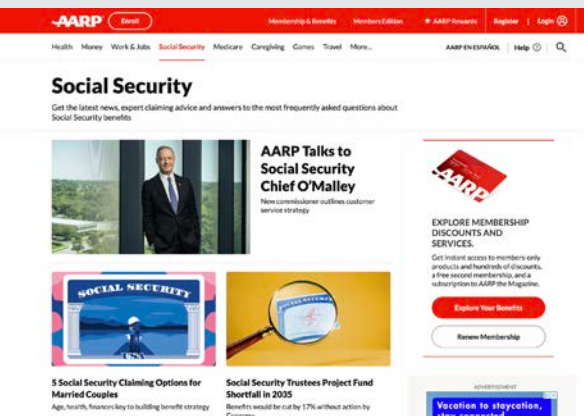 AARP
Enroll
Membership & Benefits
Members Edition
★ AARP Rewards
Register
Login
Health Money Work & Jobs Social Security Medicare Caregiving Games Travel More...
AARP EN ESPAÑOL
Help
Social Security
Get the latest news, expert claiming advice and answers to the most frequently asked questions about
Social Security benefits
AARP Talks to
Social Security
Chief O'Malley
New commissioner outlines customer
service strategy
AARP
EXPLORE MEMBERSHIP
DISCOUNTS AND
SERVICES.
Get instant access to members-only
products and hundreds of discounts,
a free second membership, and a
subscription to AARP the Magazine.
Explore Your Benefits
Renew Membership
SOCIAL SECURITY
5 Social Security Claiming Options for
Married Couples
Age, health, finances key to building benefit strategy
Social Security Trustees Project Fund
Shortfall in 2035
Benefits would be cut by 17% without action by
Congress
ADVERTISEMENT
Vacation to staycation,
stay connected